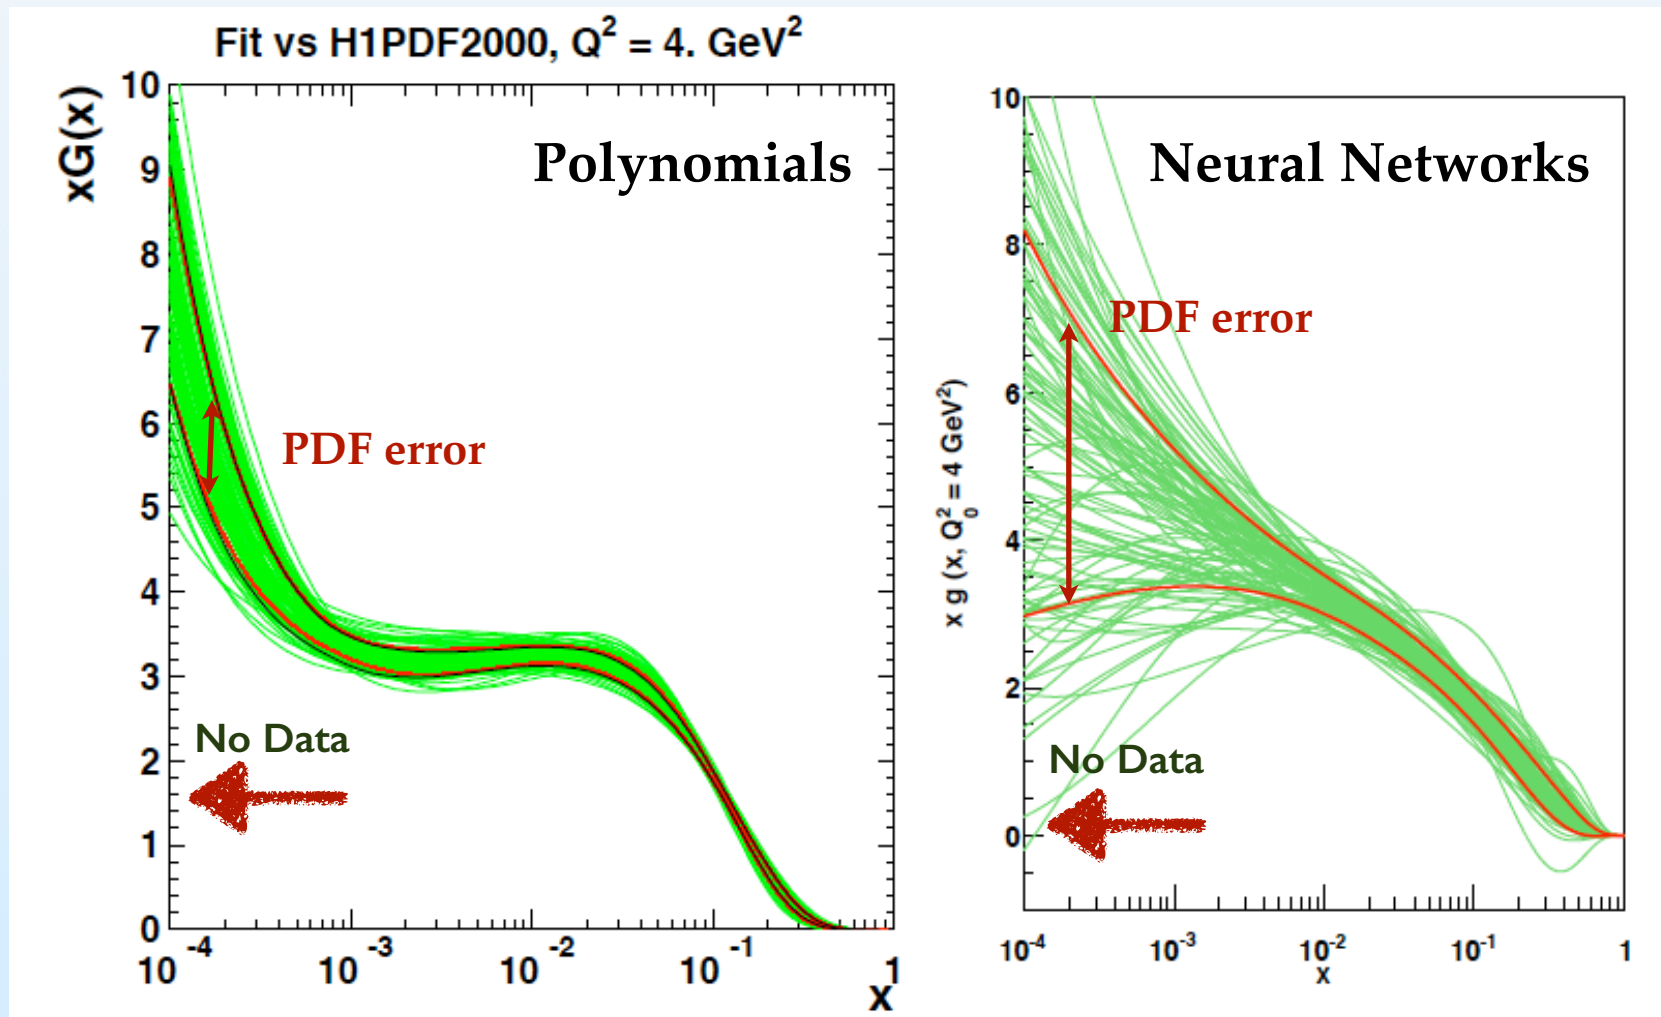 Fit vs H1PDF2000, Q² = 4. GeV²
xG(x)
10
9
8
7
6
5
4
3
2
1
0
Polynomials
PDF error
No Data
10⁻⁴ 10⁻³ 10⁻² 10⁻¹ 1
x
x g (x, Q₀² = 4 GeV²)
10
8
6
4
2
0
Neural Networks
PDF error
No Data
10⁻⁴ 10⁻³ 10⁻² 10⁻¹ 1
x